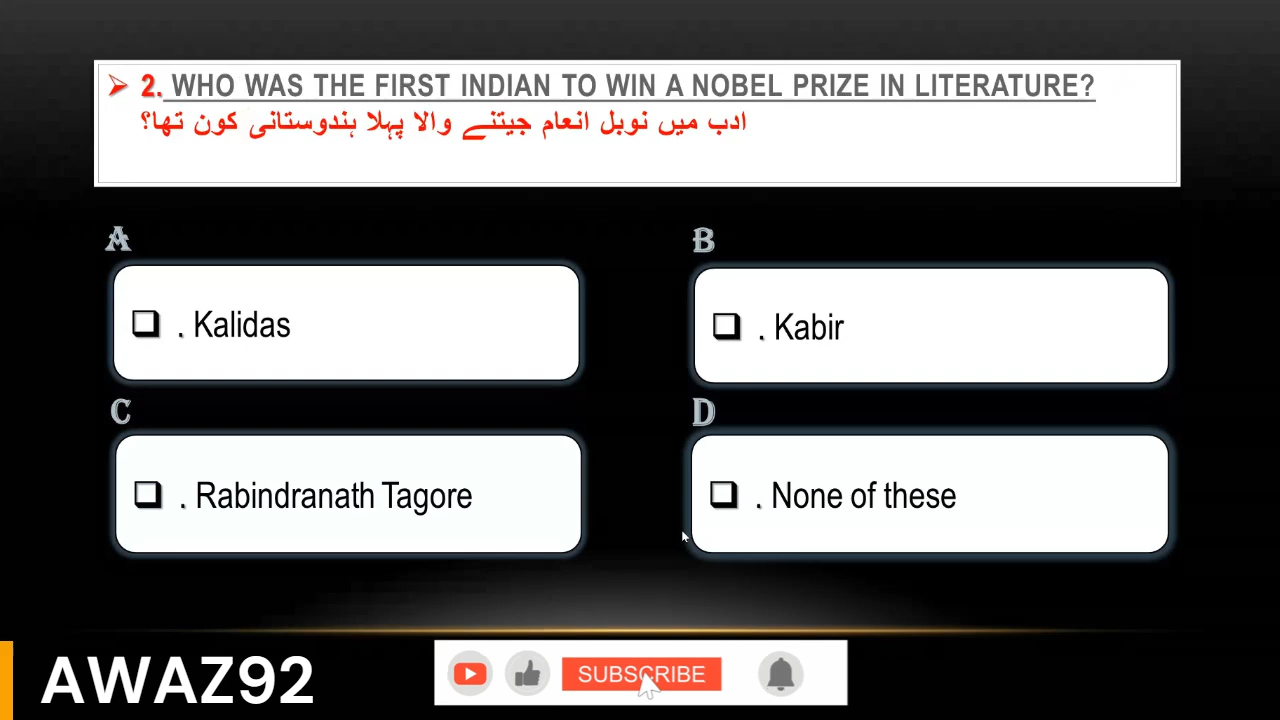 2. WHO WAS THE FIRST INDIAN TO WIN A NOBEL PRIZE IN LITERATURE?
ادب میں نوبل انعام جیتنے والا پہلا ہندوستانی کون تھا؟
A
. Kalidas
B
. Kabir
C
. Rabindranath Tagore
D
. None of these
AWAZ92
SUBSCRIBE